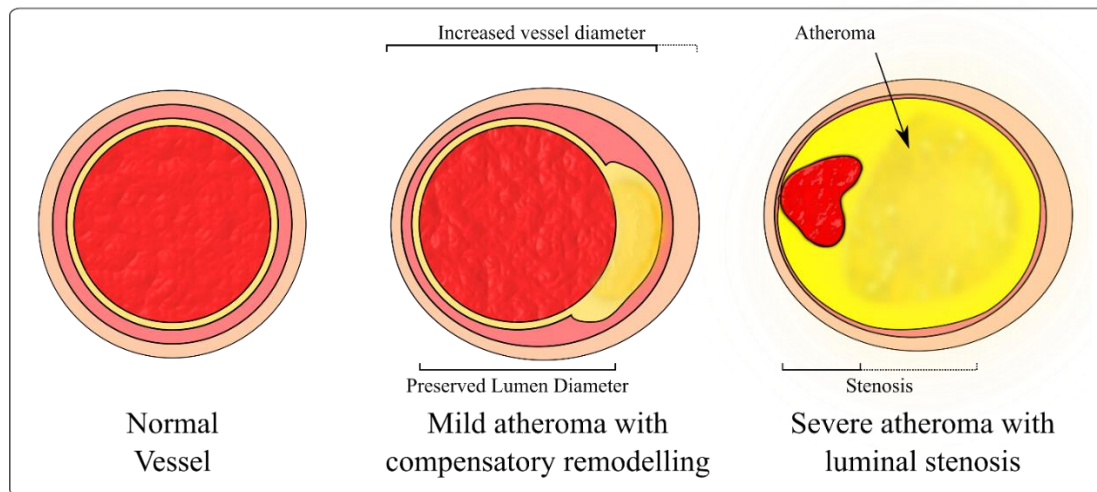 Increased vessel diameter
Atheroma
Preserved Lumen Diameter
Stenosis
Normal
Vessel
Mild atheroma with
compensatory remodelling
Severe atheroma with
luminal stenosis